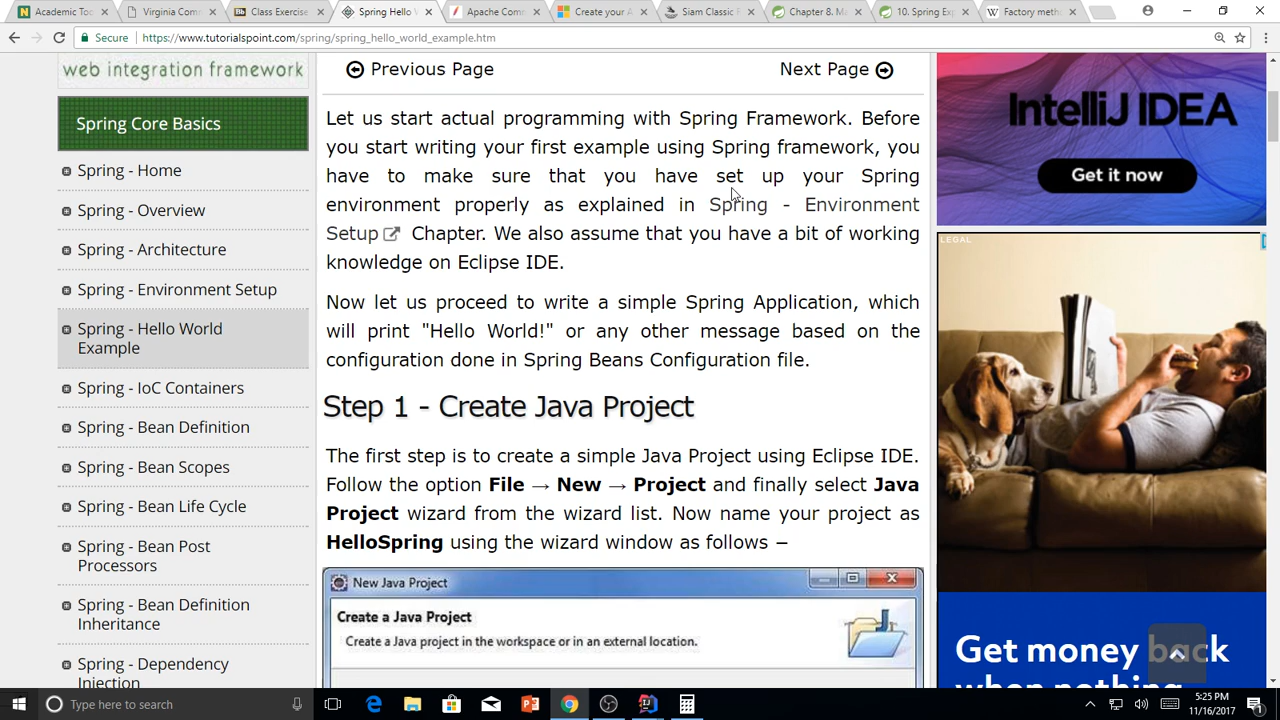 Academic Too
Virginia Com
Class Exercise
Spring Hello W
Apache Com
Create your A
Siam Classic
Chapter 8. M
10. Spring Ex
Factory meth
Secure https://www.tutorialspoint.com/spring/spring_hello_world_example.htm
web integration framework
Spring Core Basics
Spring - Home
Spring - Overview
Spring - Architecture
Spring - Environment Setup
Spring - Hello World
Example
Spring - IoC Containers
Spring - Bean Definition
Spring - Bean Scopes
Spring - Bean Life Cycle
Spring - Bean Post
Processors
Spring - Bean Definition
Inheritance
Spring - Dependency
Injection
Previous Page
Next Page
Let us start actual programming with Spring Framework. Before
you start writing your first example using Spring framework, you
have to make sure that you have set up your Spring
environment properly as explained in Spring - Environment
Setup Chapter. We also assume that you have a bit of working
knowledge on Eclipse IDE.
Now let us proceed to write a simple Spring Application, which
will print "Hello World!" or any other message based on the
configuration done in Spring Beans Configuration file.
Step 1 - Create Java Project
The first step is to create a simple Java Project using Eclipse IDE.
Follow the option File → New → Project and finally select Java
Project wizard from the wizard list. Now name your project as
HelloSpring using the wizard window as follows −
New Java Project
Create a Java Project
Create a Java project in the workspace or in an external location.
IntelliJ IDEA
Get it now
LEGAL
Get money back
when nothing
Type here to search
5:25 PM
11/16/2017